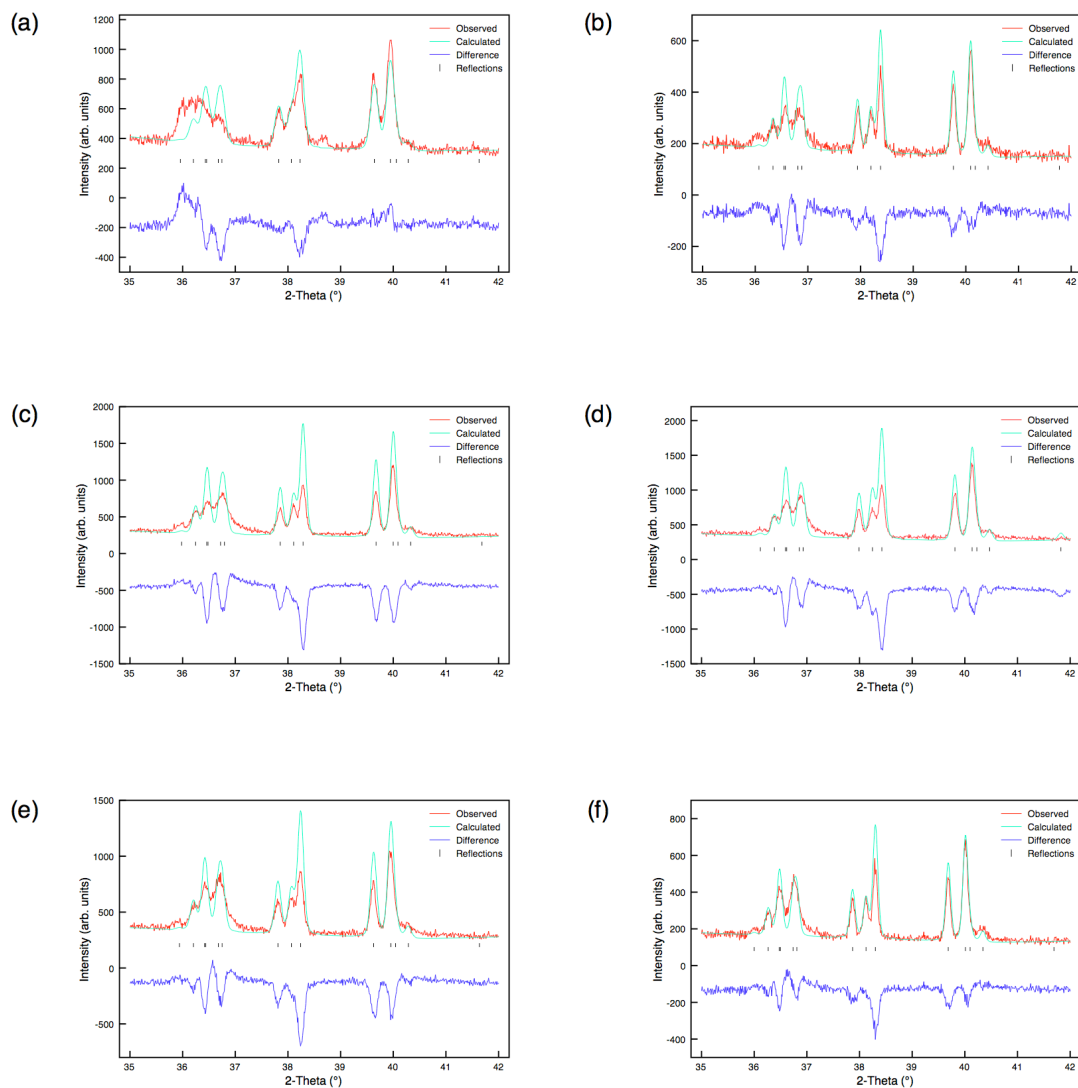 (a)
1200
1000
800
600
400
200
0
-200
-400
Intensity (arb. units)
Observed
Calculated
Difference
Reflections
35 36 37 38 39 40 41 42
2-Theta (°)
(b)
600
400
200
0
-200
Intensity (arb. units)
Observed
Calculated
Difference
Reflections
35 36 37 38 39 40 41 42
2-Theta (°)
(c)
2000
1500
1000
500
0
-500
-1000
-1500
Intensity (arb. units)
Observed
Calculated
Difference
Reflections
35 36 37 38 39 40 41 42
2-Theta (°)
(d)
2000
1500
1000
500
0
-500
-1000
-1500
Intensity (arb. units)
Observed
Calculated
Difference
Reflections
35 36 37 38 39 40 41 42
2-Theta (°)
(e)
1500
1000
500
0
-500
Intensity (arb. units)
Observed
Calculated
Difference
Reflections
35 36 37 38 39 40 41 42
2-Theta (°)
(f)
800
600
400
200
0
-200
-400
Intensity (arb. units)
Observed
Calculated
Difference
Reflections
35 36 37 38 39 40 41 42
2-Theta (°)